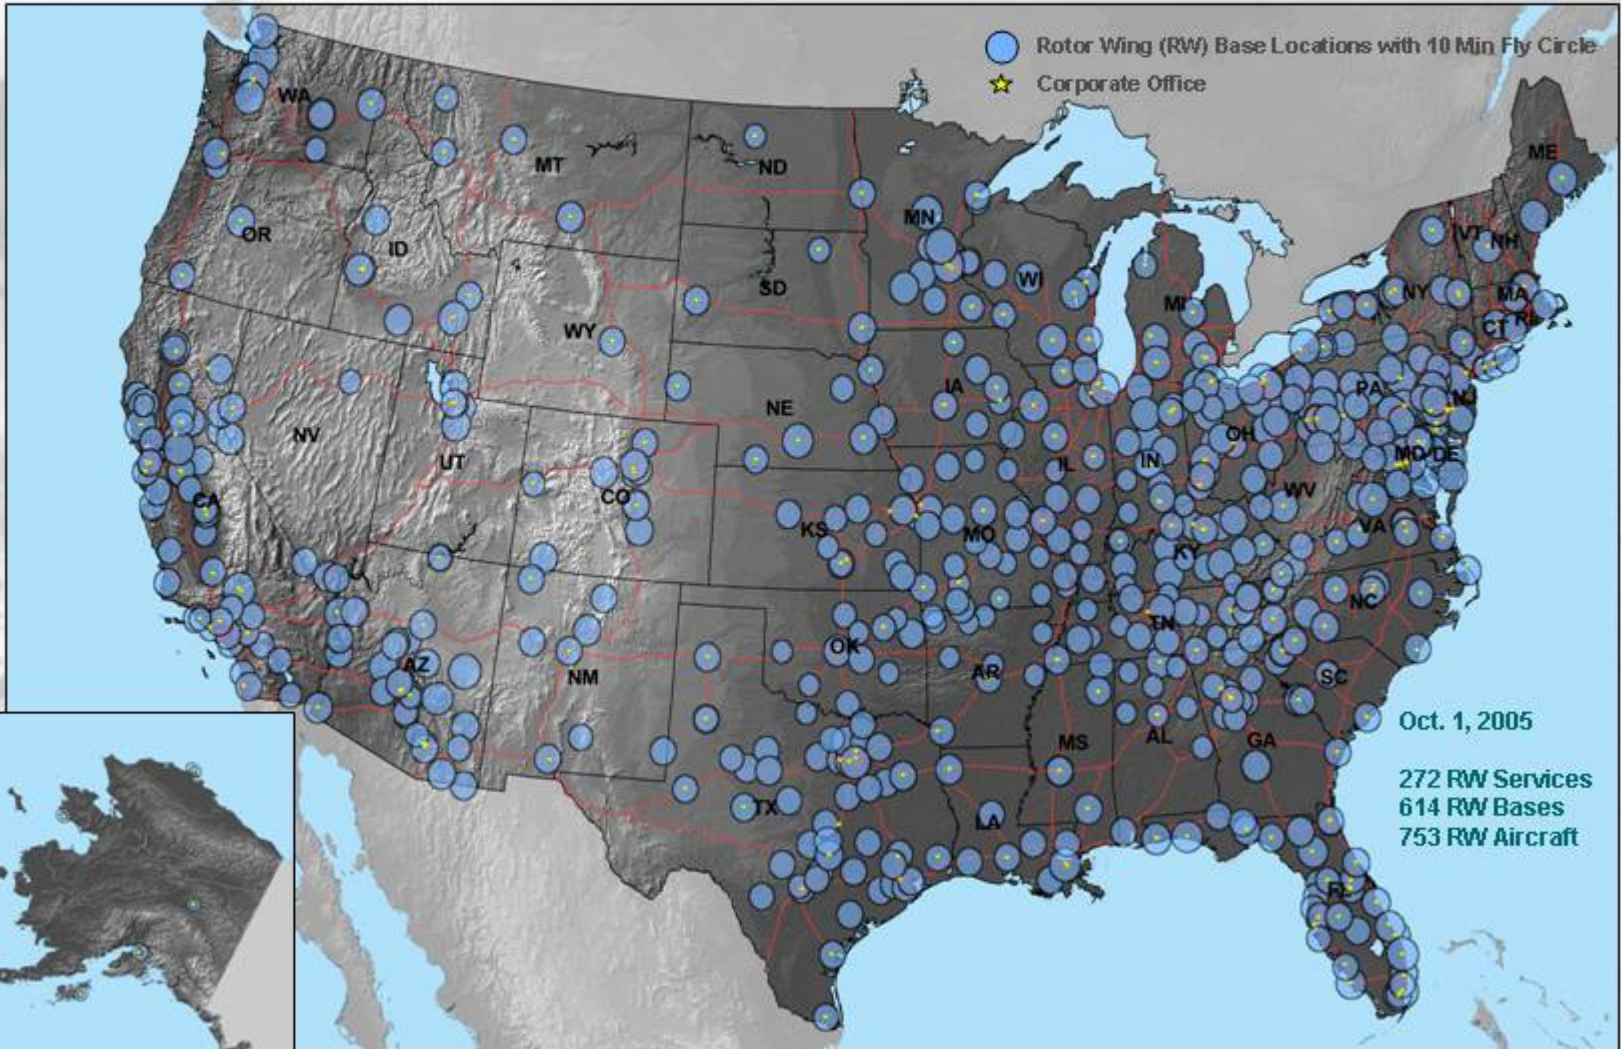 Rotor Wing (RW) Base Locations with 10 Min Fly Circle
Corporate Office
WA
MT
ND
MN
ME
OR
ID
SD
WI
MI
NY
VT
NH
MA
CT
RI
WY
NE
IA
PA
NJ
NV
UT
CO
KS
MO
IL
IN
OH
WV
MD
DE
VA
CA
KY
NC
TN
AZ
NM
OK
AR
SC
MS
AL
GA
TX
LA
FL
Oct. 1, 2005
272 RW Services
614 RW Bases
753 RW Aircraft